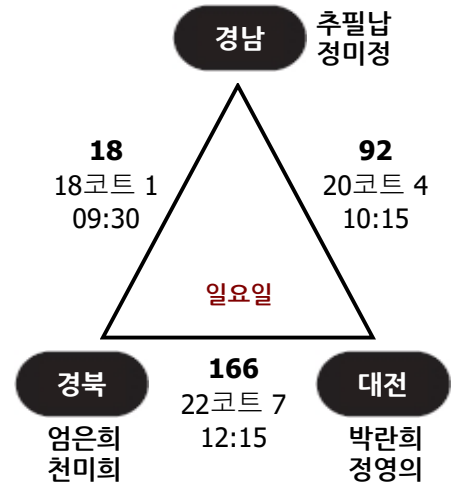 경남
추필납
정미정
18
18코트 1
09:30
92
20코트 4
10:15
일요일
경북
엄은희
천미희
166
22코트 7
12:15
대전
박란희
정영의